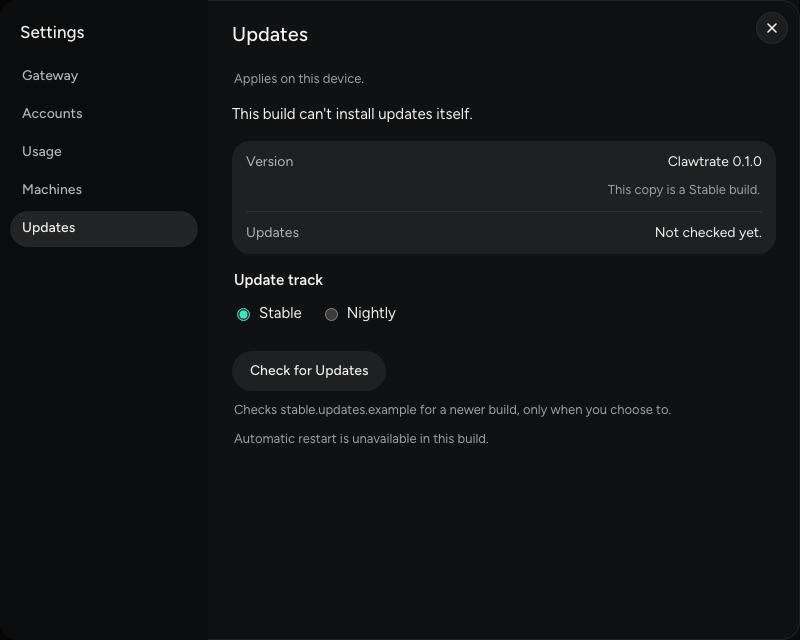 Settings
Gateway
Accounts
Usage
Machines
Updates
Updates
Applies on this device.
This build can't install updates itself.
Version
Clawtrate 0.1.0
This copy is a Stable build.
Updates
Not checked yet.
Update track
Stable
Nightly
Check for Updates
Checks stable.updates.example for a newer build, only when you choose to.
Automatic restart is unavailable in this build.